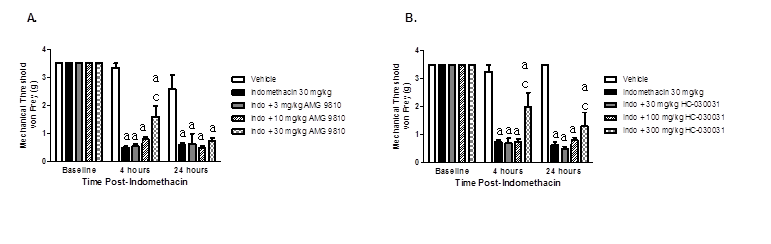 A.
Mechanical Threshold
von Frey (g)
4
3
2
1
0
a
c
a a a
a a a a
Baseline 4 hours 24 hours
Time Post-Indomethacin
Vehicle
Indomethacin 30 mg/kg
Indo + 3 mg/kg AMG 9810
Indo + 10 mg/kg AMG 9810
Indo + 30 mg/kg AMG 9810
B.
Mechanical Threshold
von Frey (g)
4
3
2
1
0
a
c
a a a
a
c
a a a
Baseline 4 hours 24 hours
Time Post-Indomethacin
Vehicle
Indomethacin 30 mg/kg
Indo + 30 mg/kg HC-030031
Indo + 100 mg/kg HC-030031
Indo + 300 mg/kg HC-030031